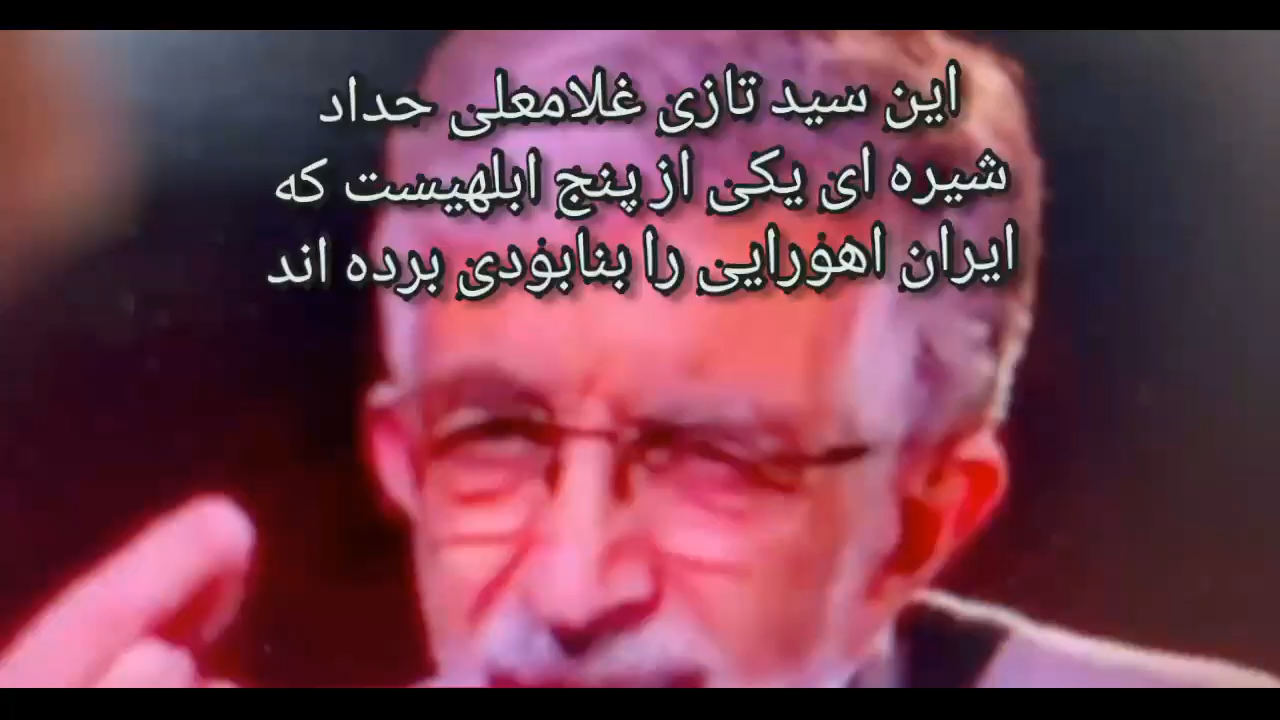 این سید تازی غلامعلی حداد
شیره ای یکی از پنج ابلهیست که
ایران اهورایی را بنابودی برده اند